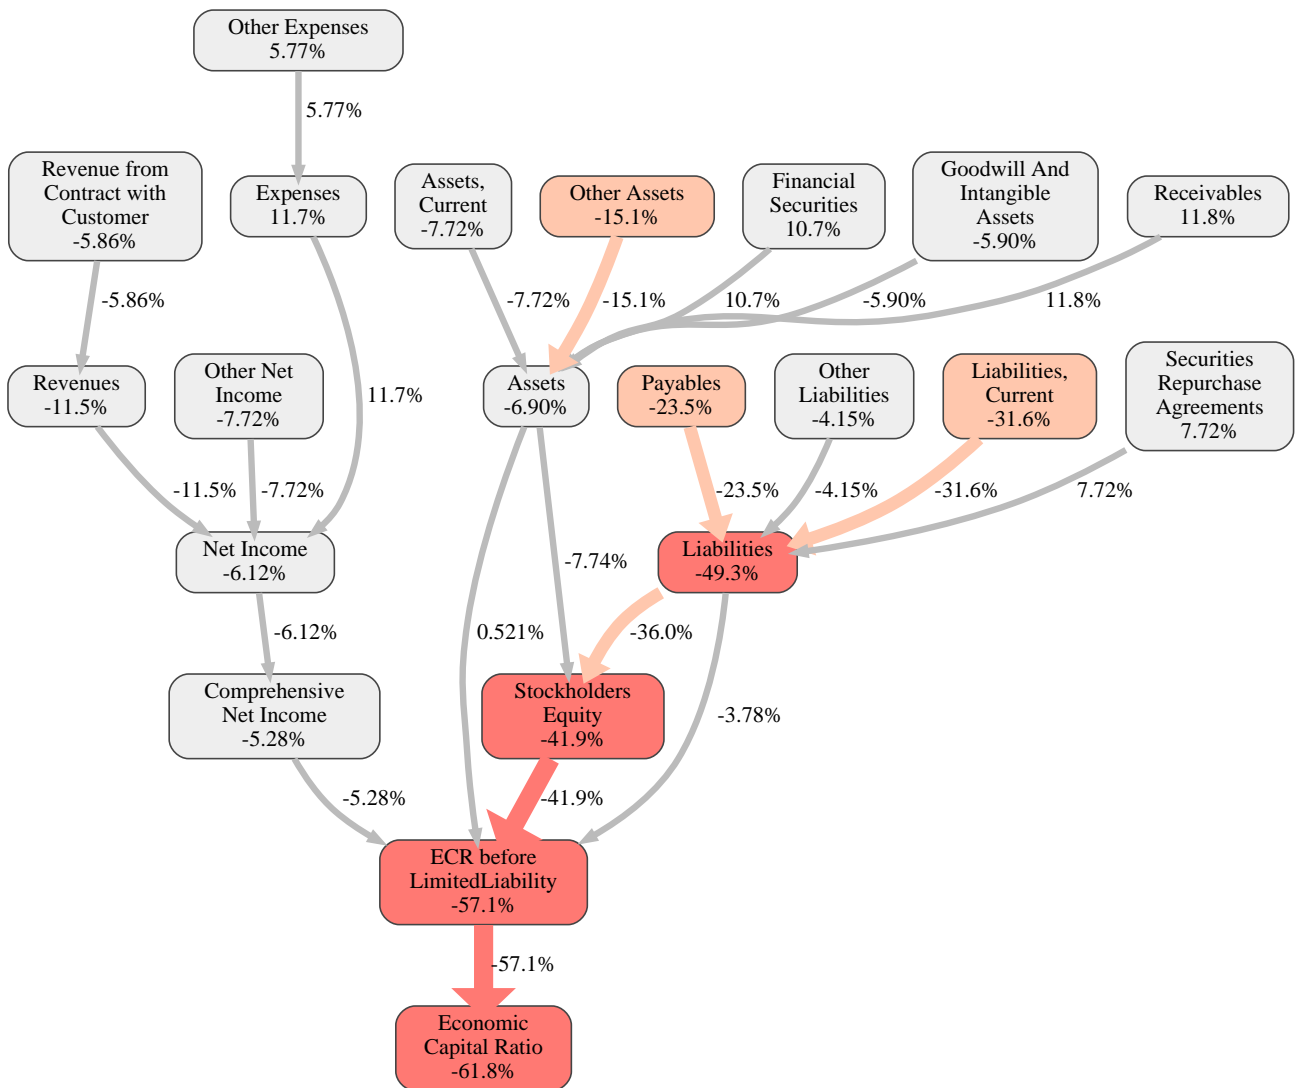 Other Expenses
5.77%
5.77%
Revenue from
Contract with
Customer
-5.86%
Expenses
11.7%
Assets,
Current
-7.72%
Other Assets
-15.1%
Financial
Securities
10.7%
Goodwill And
Intangible
Assets
-5.90%
Receivables
11.8%
-5.86%
-7.72%
-15.1%
10.7%
-5.90%
11.8%
Revenues
-11.5%
Other Net
Income
-7.72%
11.7%
Assets
-6.90%
Payables
-23.5%
Other
Liabilities
-4.15%
Liabilities,
Current
-31.6%
Securities
Repurchase
Agreements
7.72%
-11.5%
-7.72%
-23.5%
-4.15%
-31.6%
7.72%
Net Income
-6.12%
-7.74%
Liabilities
-49.3%
-6.12%
0.521%
-36.0%
Comprehensive
Net Income
-5.28%
Stockholders
Equity
-41.9%
-3.78%
-5.28%
-41.9%
ECR before
LimitedLiability
-57.1%
-57.1%
Economic
Capital Ratio
-61.8%